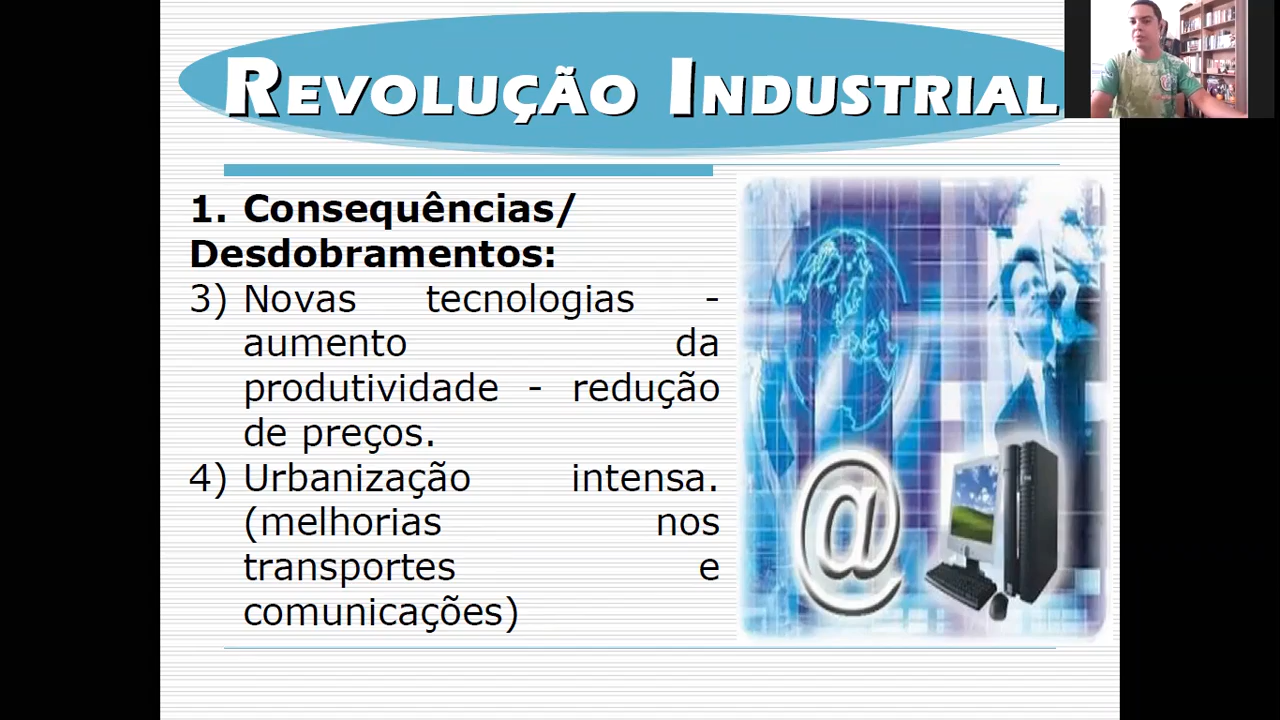 REVOLUÇÃO INDUSTRIAL
1. Consequências/
Desdobramentos:
3) Novas tecnologias -
aumento da
produtividade - redução
de preços.
4) Urbanização intensa.
(melhorias nos
transportes e
comunicações)
@